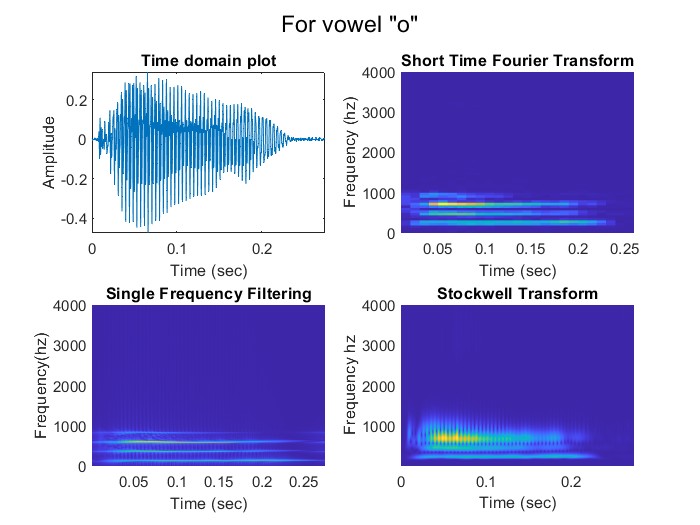 For vowel "o"
Time domain plot
0.2
0
-0.2
-0.4
Amplitude
0 0.1 0.2
Time (sec)
Short Time Fourier Transform
4000
3000
2000
1000
0
Frequency (hz)
0.05 0.1 0.15 0.2 0.25
Time (sec)
Single Frequency Filtering
4000
3000
2000
1000
0
Frequency(hz)
0.05 0.1 0.15 0.2 0.25
Time (sec)
Stockwell Transform
4000
3000
2000
1000
Frequency hz
0 0.1 0.2
Time (sec)